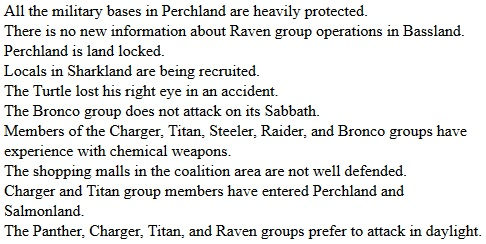 All the military bases in Perchland are heavily protected.
There is no new information about Raven group operations in Bassland.
Perchland is land locked.
Locals in Sharkland are being recruited.
The Turtle lost his right eye in an accident.
The Bronco group does not attack on its Sabbath.
Members of the Charger, Titan, Steeler, Raider, and Bronco groups have
experience with chemical weapons.
The shopping malls in the coalition area are not well defended.
Charger and Titan group members have entered Perchland and
Salmonland.
The Panther, Charger, Titan, and Raven groups prefer to attack in daylight.